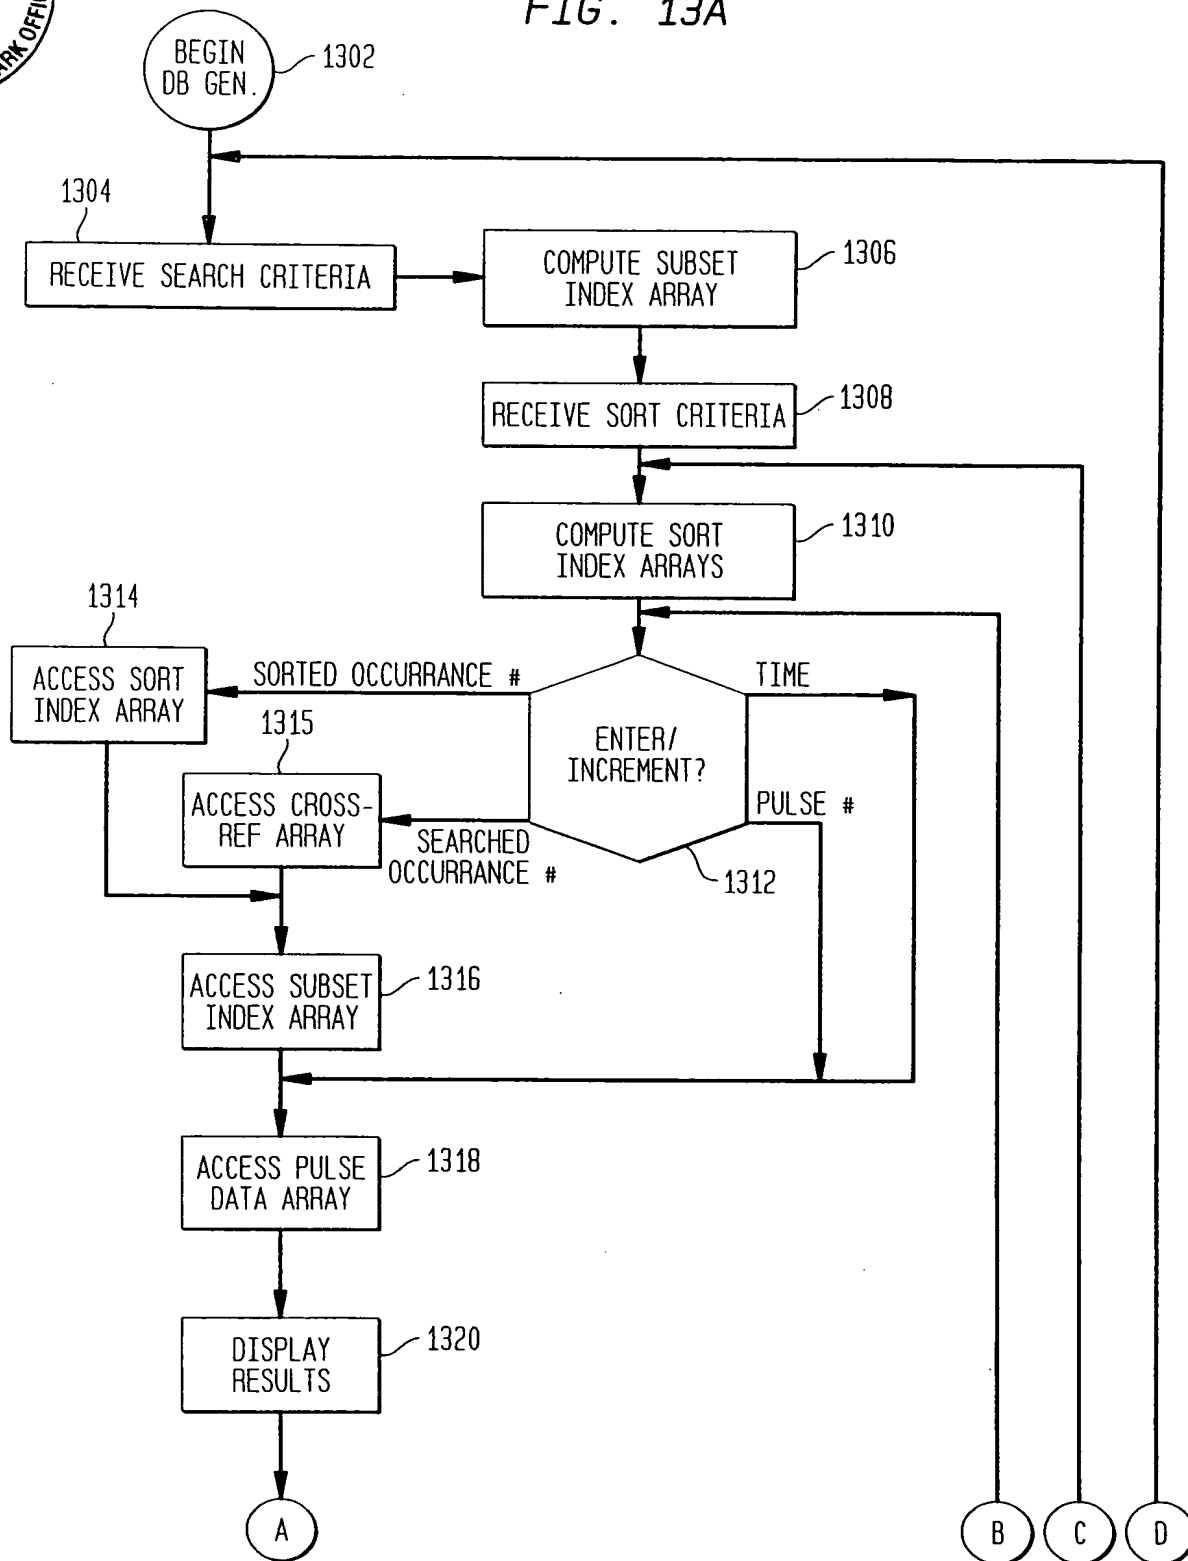 FIG. 13A
ARK OFFI
BEGIN
DB GEN.
1302
1304
RECEIVE SEARCH CRITERIA
COMPUTE SUBSET
INDEX ARRAY
1306
RECEIVE SORT CRITERIA
1308
COMPUTE SORT
INDEX ARRAYS
1310
1314
ACCESS SORT
INDEX ARRAY
SORTED OCCURRANCE #
TIME
1315
ENTER/
INCREMENT?
ACCESS CROSS-
REF ARRAY
PULSE #
SEARCHED
OCCURRANCE #
1312
ACCESS SUBSET
INDEX ARRAY
1316
ACCESS PULSE
DATA ARRAY
1318
DISPLAY
RESULTS
1320
A
B
C
D